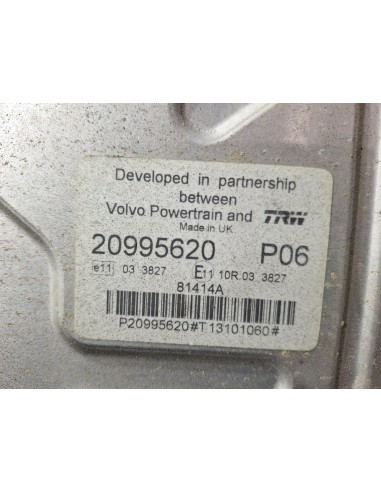 Developed in partnership
between
Volvo Powertrain and TRW
Made in UK
20995620 P06
e11 03 3827 E11 10R.03 3827
81414A
P20995620#T13101060#